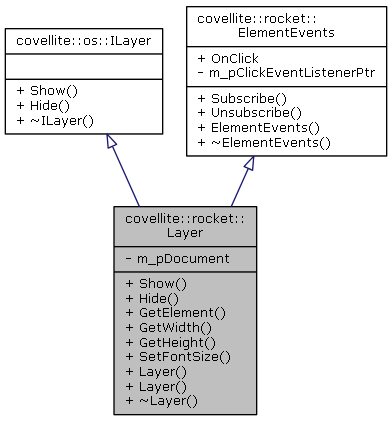 covellite::os::ILayer
+ Show()
+ Hide()
+ ~ILayer()
covellite::rocket::
ElementEvents
+ OnClick
- m_pClickEventListenerPtr
+ Subscribe()
+ Unsubscribe()
+ ElementEvents()
+ ~ElementEvents()
covellite::rocket::
Layer
- m_pDocument
+ Show()
+ Hide()
+ GetElement()
+ GetWidth()
+ GetHeight()
+ SetFontSize()
+ Layer()
+ Layer()
+ ~Layer()